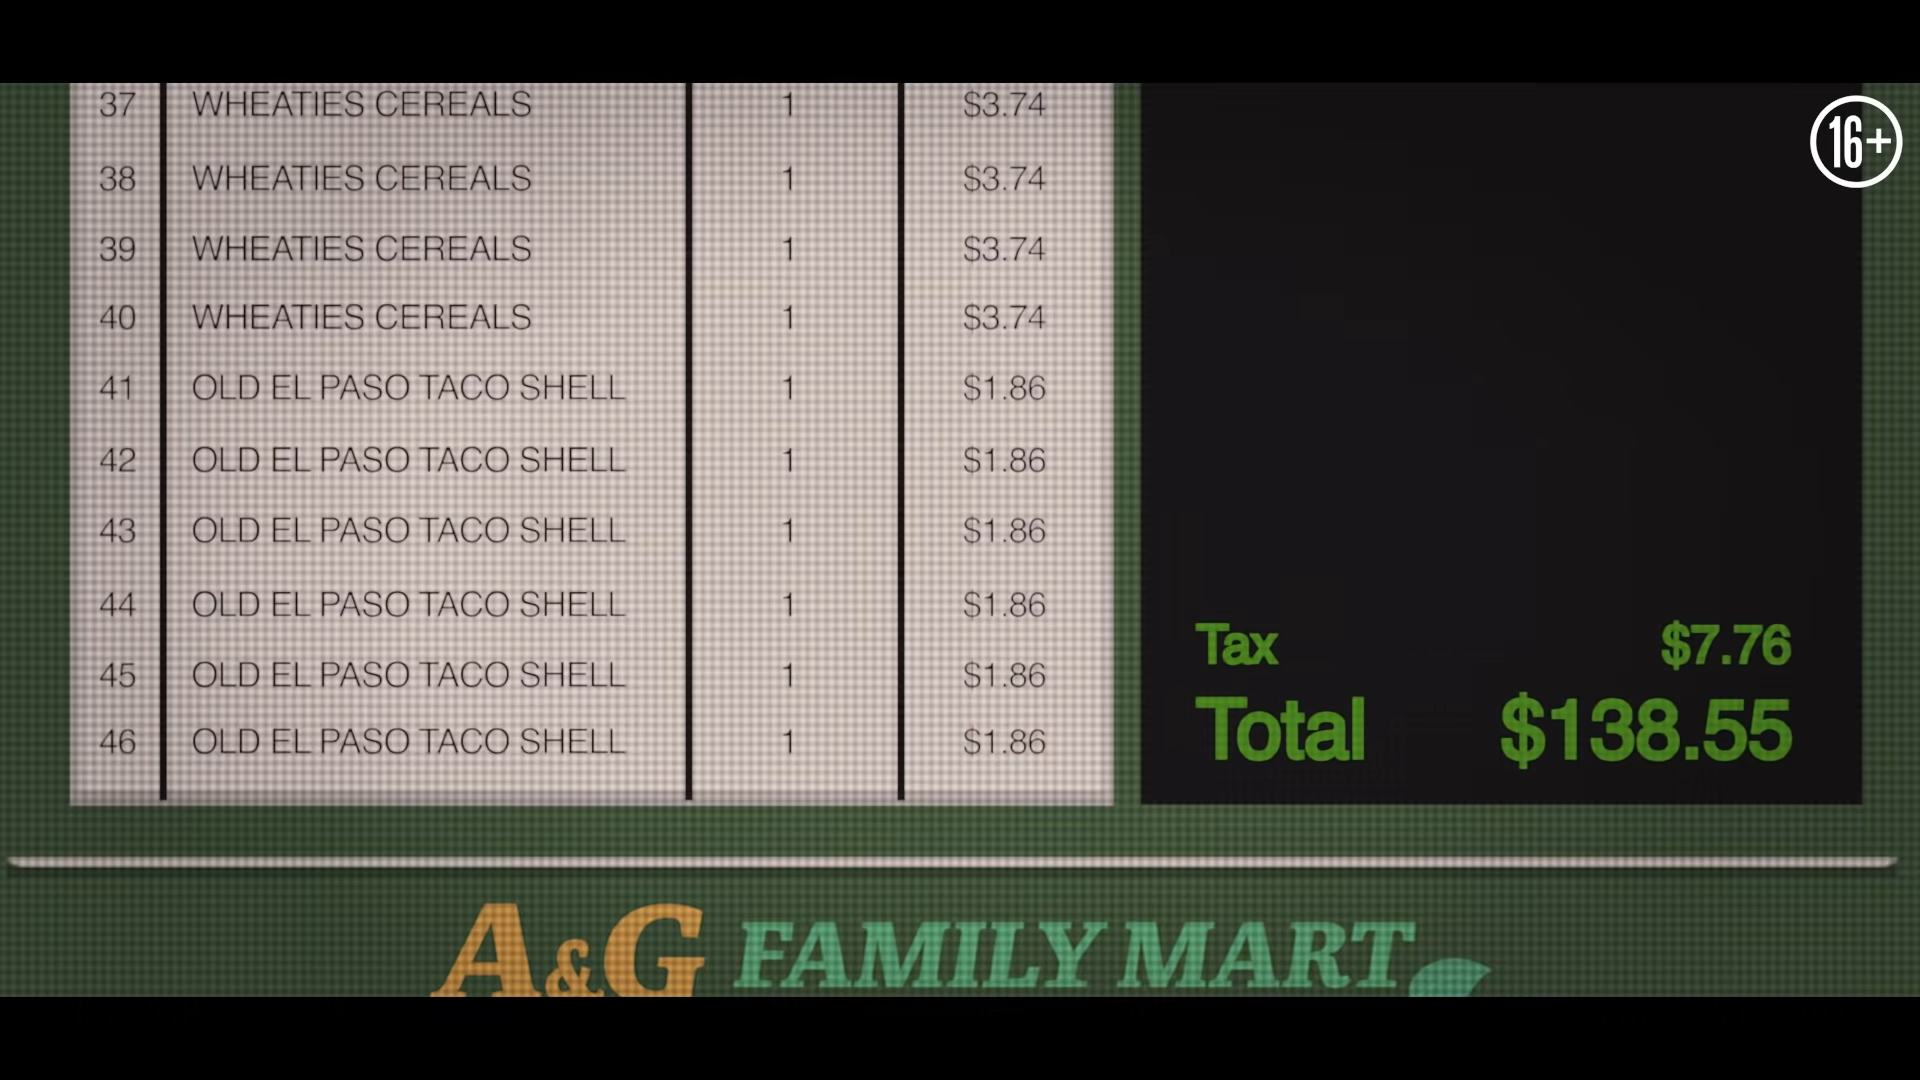 37 WHEATIES CEREALS 1 $3.74
16+
38 WHEATIES CEREALS 1 $3.74
39 WHEATIES CEREALS 1 $3.74
40 WHEATIES CEREALS 1 $3.74
41 OLD EL PASO TACO SHELL 1 $1.86
42 OLD EL PASO TACO SHELL 1 $1.86
43 OLD EL PASO TACO SHELL 1 $1.86
44 OLD EL PASO TACO SHELL 1 $1.86
45 OLD EL PASO TACO SHELL 1 $1.86
46 OLD EL PASO TACO SHELL 1 $1.86
Tax $7.76
Total $138.55
A&G FAMILY MART